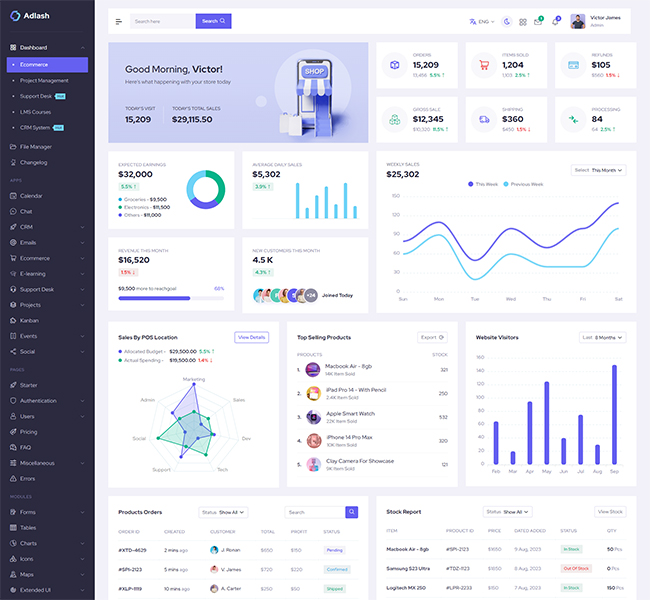 Adlash
Dashboard
Ecommerce
Project Management
Support Desk
LMS Courses
CRM System
File Manager
Changelog
APPS
Calendar
Chat
CRM
Emails
Ecommerce
E-learning
Support Desk
Projects
Kanban
Events
Social
PAGES
Starter
Authentication
Users
Pricing
FAQ
Miscellaneous
Errors
MODULES
Forms
Tables
Charts
Icons
Maps
Extended UI
Search here
Search
ENG
Victor James
Admin
Good Morning, Victor!
Here's what happening with your store today
TODAY'S VISIT
15,209
TODAY'S TOTAL SALES
$29,115.50
SHOP
ORDERS
15,209
13,456 5.5% ↑
ITEMS SOLD
1,204
1,103 2.5% ↑
REFUNDS
$105
$560 1.5% ↓
GROSS SALE
$12,345
$10,320 11.5% ↑
SHIPPING
$360
$450 1.5% ↓
PROCESSING
84
64 2.5% ↑
EXPECTED EARNINGS
$32,000
5.5% ↑
Groceries - $9,500
Electronics - $11,500
Others - $11,000
AVERAGE DAILY SALES
$5,302
3.9% ↑
REVENUE THIS MONTH
$16,520
1.5% ↓
$9,500 more to reach goal
68%
NEW CUSTOMERS THIS MONTH
4.5 K
4.3% ↑
+34
Joined Today
WEEKLY SALES
$25,302
Select This Month
This Week
Previous Week
150
120
90
60
30
0
Sun Mon Tue Wed Thu Fri Sat
Sales By POS Location
View Details
Allocated Budget - $29,500.00 5.5% ↑
Actual Spending - $19,500.00 1.4% ↓
Marketing
Sales
Dev
Tech
Support
Social
Admin
Top Selling Products
Export
PRODUCTS STOCK
1. Macbook Air - 8gb
14K Item Sold
321
2. iPad Pro 14 - With Pencil
2.4K Item Sold
250
3. Apple Smart Watch
22K Item Sold
532
4. iPhone 14 Pro Max
10K Item Sold
320
5. Clay Camera For Showcase
5K Item Sold
121
Website Visitors
Last 8 Months
160
140
120
100
80
60
40
20
0
Feb Mar Apr May Jun Jul Aug Sep
Products Orders
Status Show All
Search
ORDER ID CREATED CUSTOMER TOTAL PROFIT STATUS
#XTD-4629 2 mins ago J. Ronan $650 $150 Pending
#SPI-2123 5 mins ago V. James $720 $220 Confirmed
#XLP-1119 10 mins ago A. Carter $250 $50 Shipped
Stock Report
Status Show All
View Stock
ITEM PRODUCT ID PRICE DATED ADDED STATUS QTY
Macbook Air - 8gb #SPI-2123 $1650 9 Aug, 2023 In Stock 50 Pcs
Samsung S23 Ultra #TDZ-1123 $1650 4 Aug, 2023 Out Of Stock 0 Pcs
Logitech MX 250 #LPR-2233 $150 1 Aug, 2023 In Stock 150 Pcs